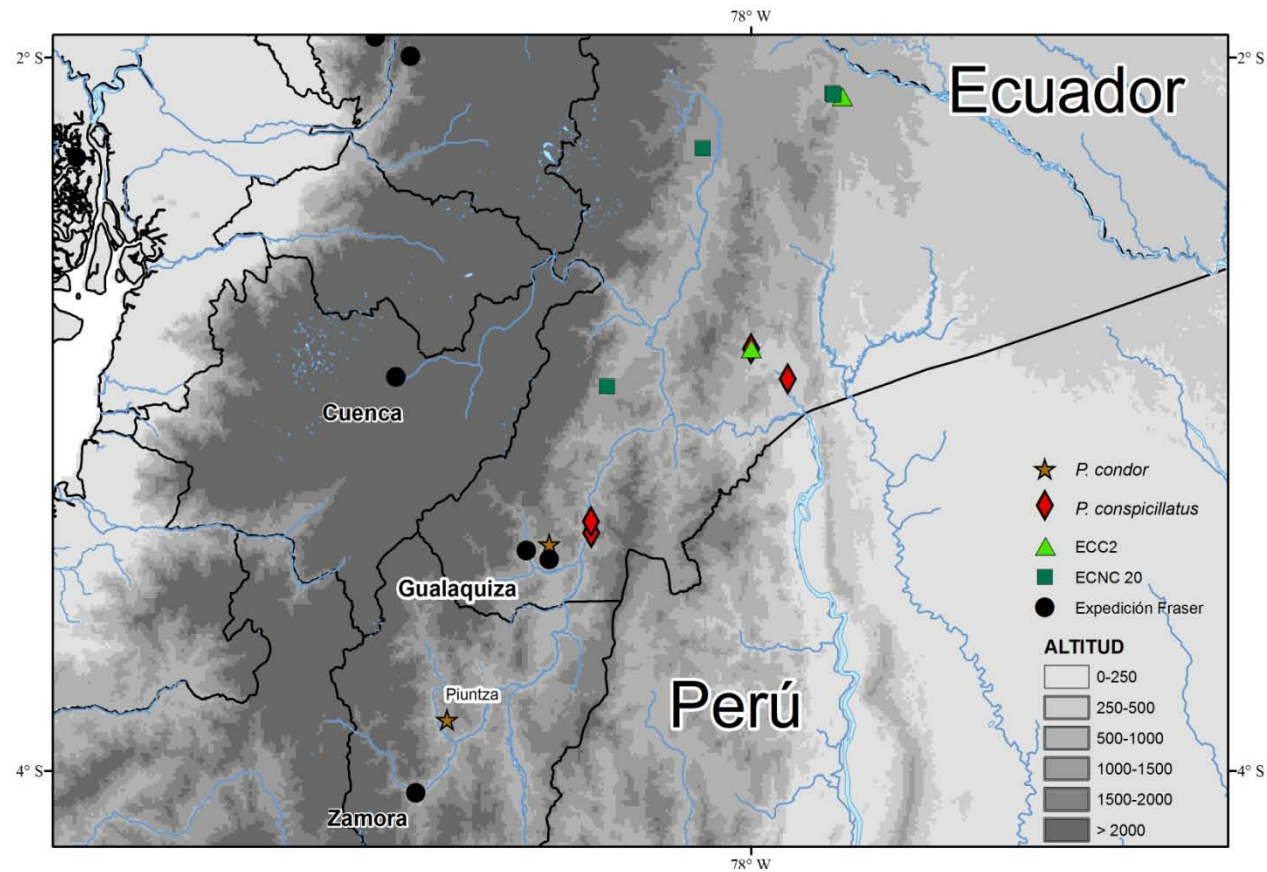 78° W
2° S
2° S
Ecuador
Cuenca
P. condor
P. conspicillatus
ECC2
ECNC 20
Expedición Fraser
Gualaquiza
ALTITUD
0-250
250-500
500-1000
1000-1500
1500-2000
> 2000
Piuntza
Perú
4° S
4° S
Zamora
78° W